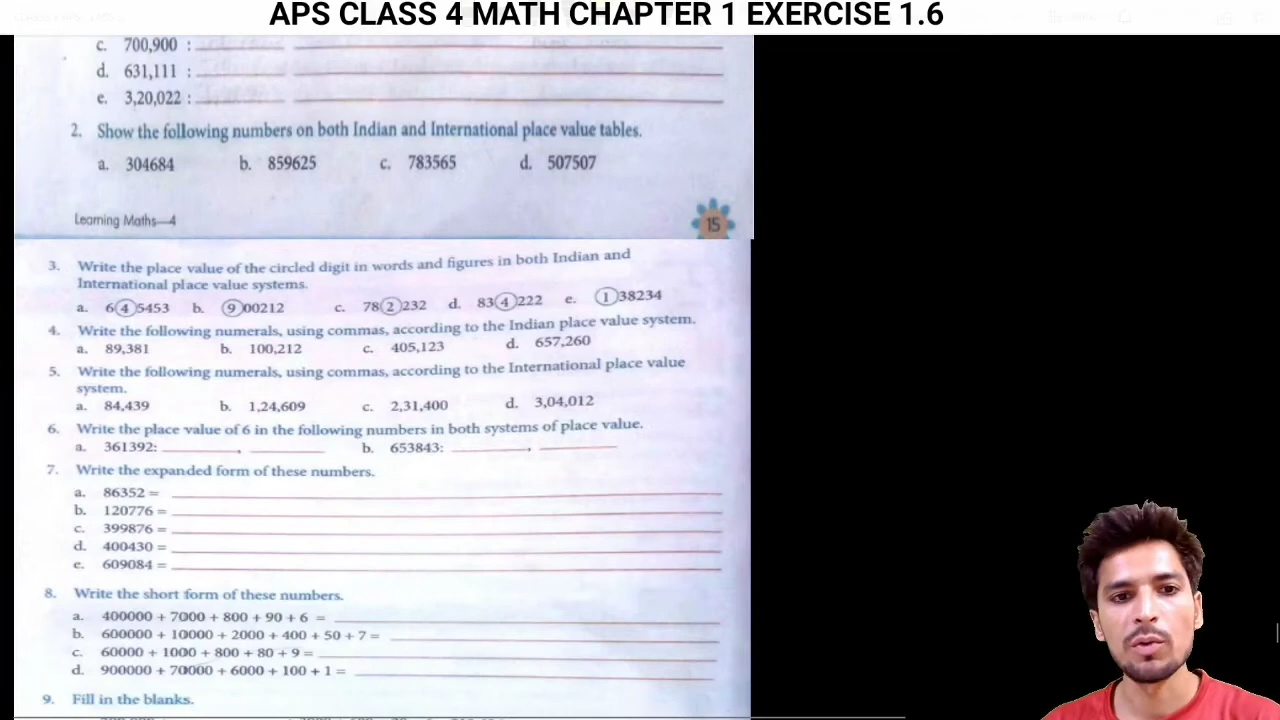 APS CLASS 4 MATH CHAPTER 1 EXERCISE 1.6
c. 700,900 :
d. 631,111 :
e. 3,20,022 :
2. Show the following numbers on both Indian and International place value tables.
a. 304684 b. 859625 c. 783565 d. 507507
Learning Maths—4
15
3. Write the place value of the circled digit in words and figures in both Indian and
International place value systems.
a. 645453 b. 900212 c. 782232 d. 834222 e. 138234
4. Write the following numerals, using commas, according to the Indian place value system.
a. 89,381 b. 100,212 c. 405,123 d. 657,260
5. Write the following numerals, using commas, according to the International place value
system.
a. 84,439 b. 1,24,609 c. 2,31,400 d. 3,04,012
6. Write the place value of 6 in the following numbers in both systems of place value.
a. 361392: , b. 653843: ,
7. Write the expanded form of these numbers.
a. 86352 =
b. 120776 =
c. 399876 =
d. 400430 =
e. 609084 =
8. Write the short form of these numbers.
a. 400000 + 7000 + 800 + 90 + 6 =
b. 600000 + 10000 + 2000 + 400 + 50 + 7 =
c. 60000 + 1000 + 800 + 80 + 9 =
d. 900000 + 70000 + 6000 + 100 + 1 =
9. Fill in the blanks.